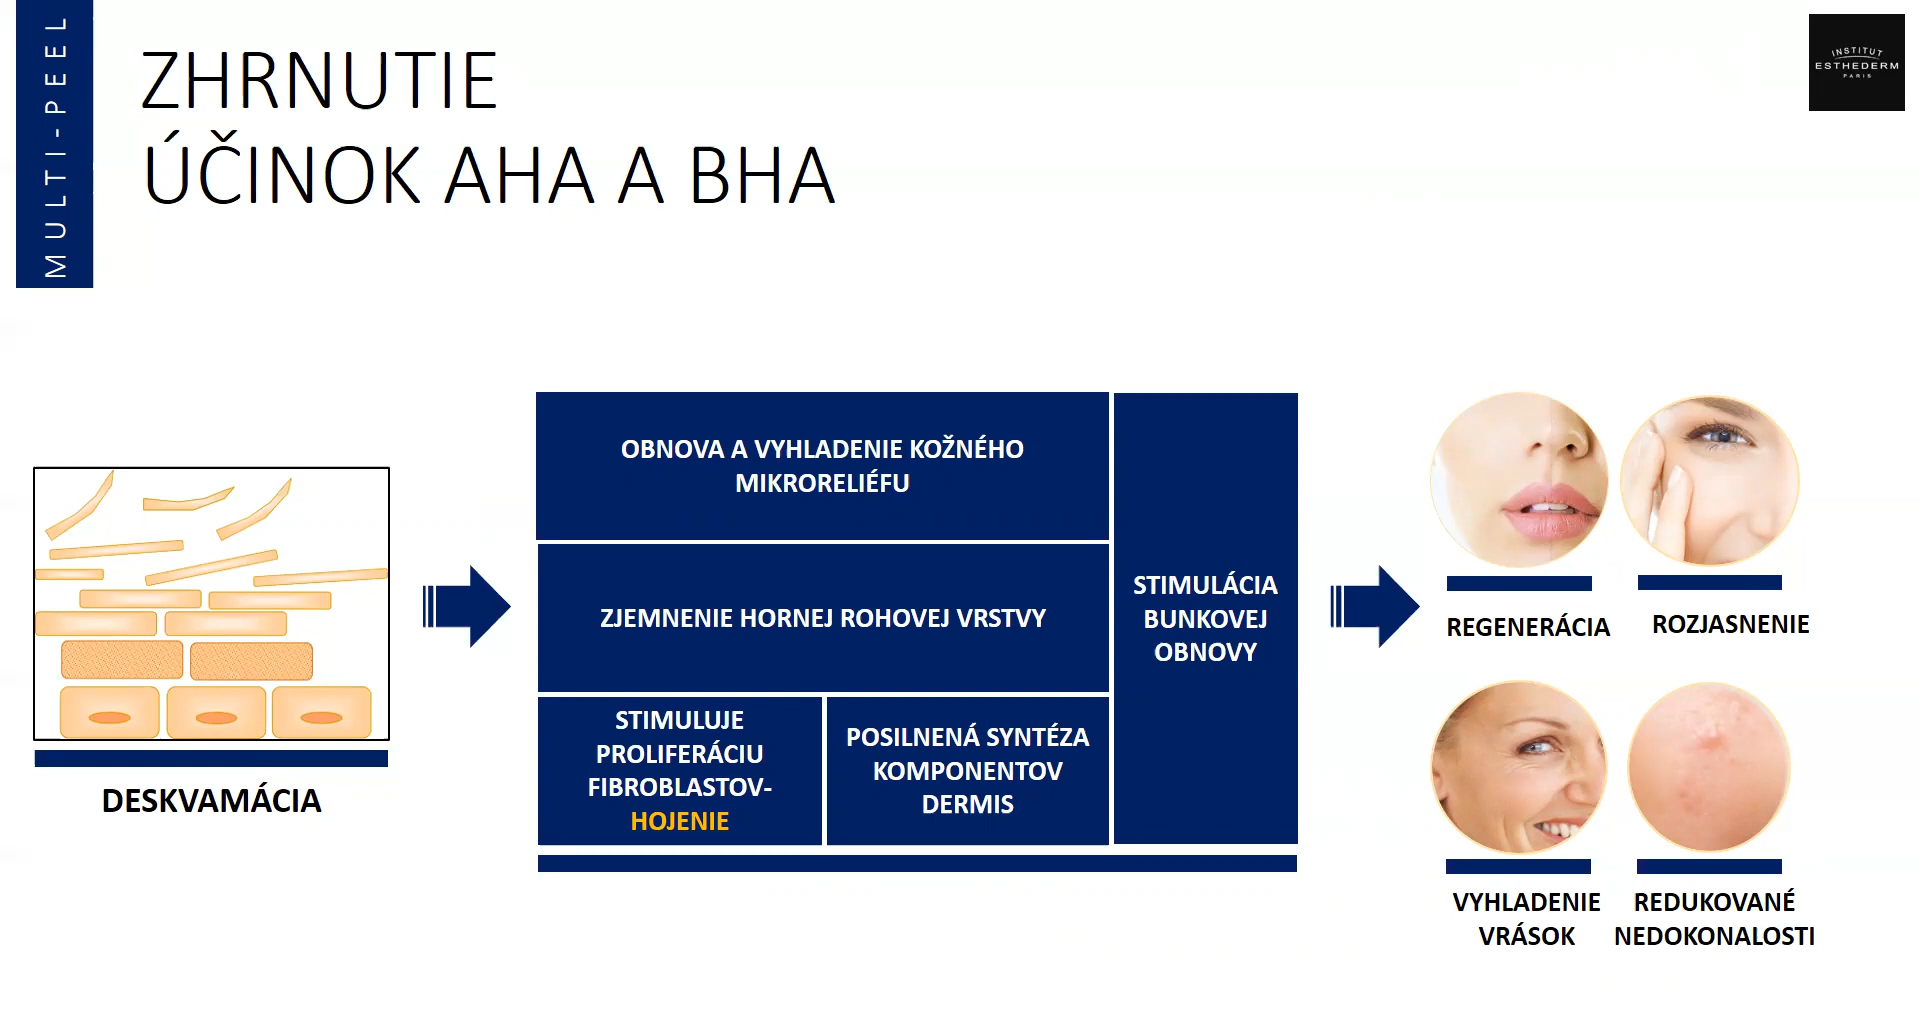 MULTI-PEEL
ZHRNUTIE
ÚČINOK AHA A BHA
INSTITUT
ESTHEDERM
PARIS
DESKVAMÁCIA
OBNOVA A VYHLADENIE KOŽNÉHO
MIKRORELIÉFU
ZJEMNENIE HORNEJ ROHOVEJ VRSTVY
STIMULUJE
PROLIFERÁCIU
FIBROBLASTOV-
HOJENIE
POSILNENÁ SYNTÉZA
KOMPONENTOV
DERMIS
STIMULÁCIA
BUNKOVEJ
OBNOVY
REGENERÁCIA
ROZJASNENIE
VYHLADENIE
VRÁSOK
REDUKOVANÉ
NEDOKONALOSTI